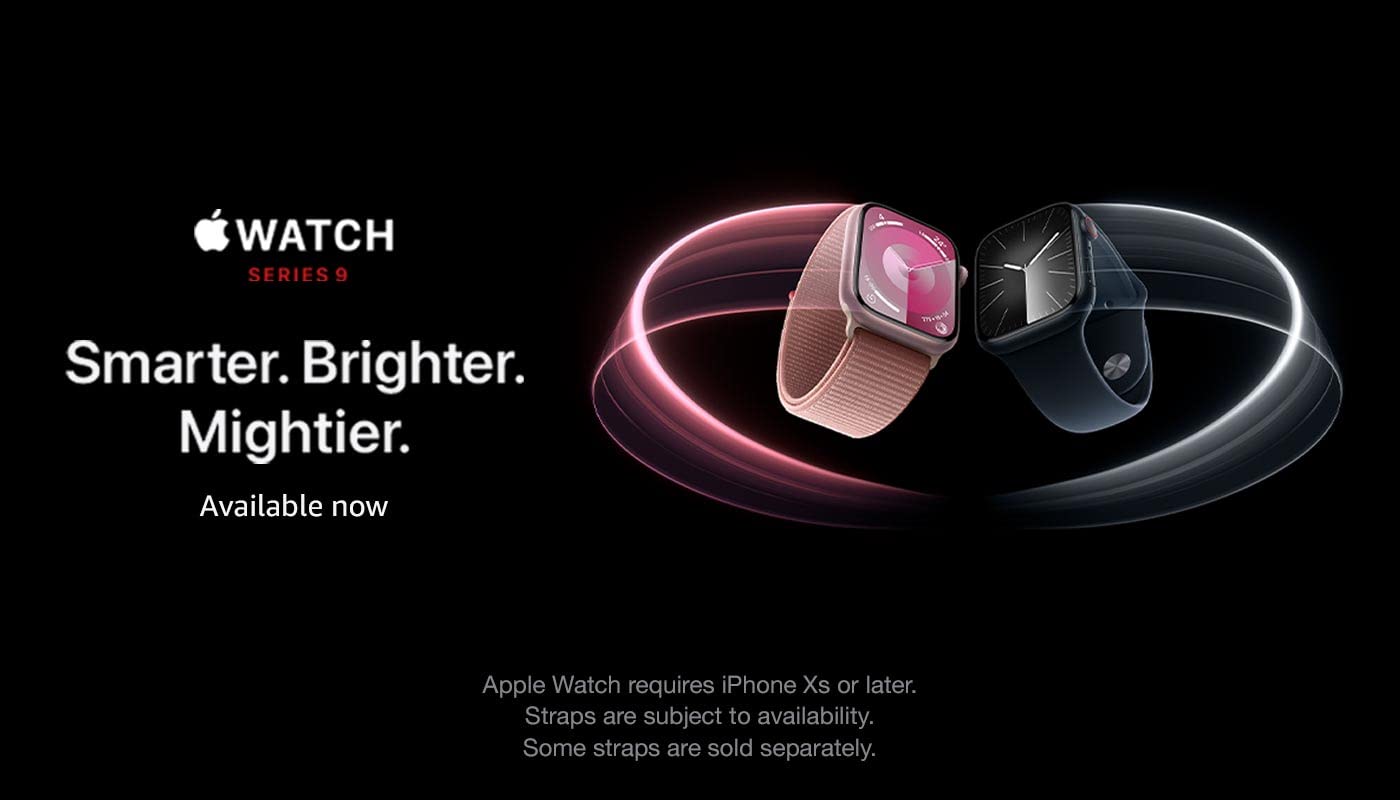 WATCH
SERIES 9
Smarter. Brighter.
Mightier.
Available now
Apple Watch requires iPhone Xs or later.
Straps are subject to availability.
Some straps are sold separately.